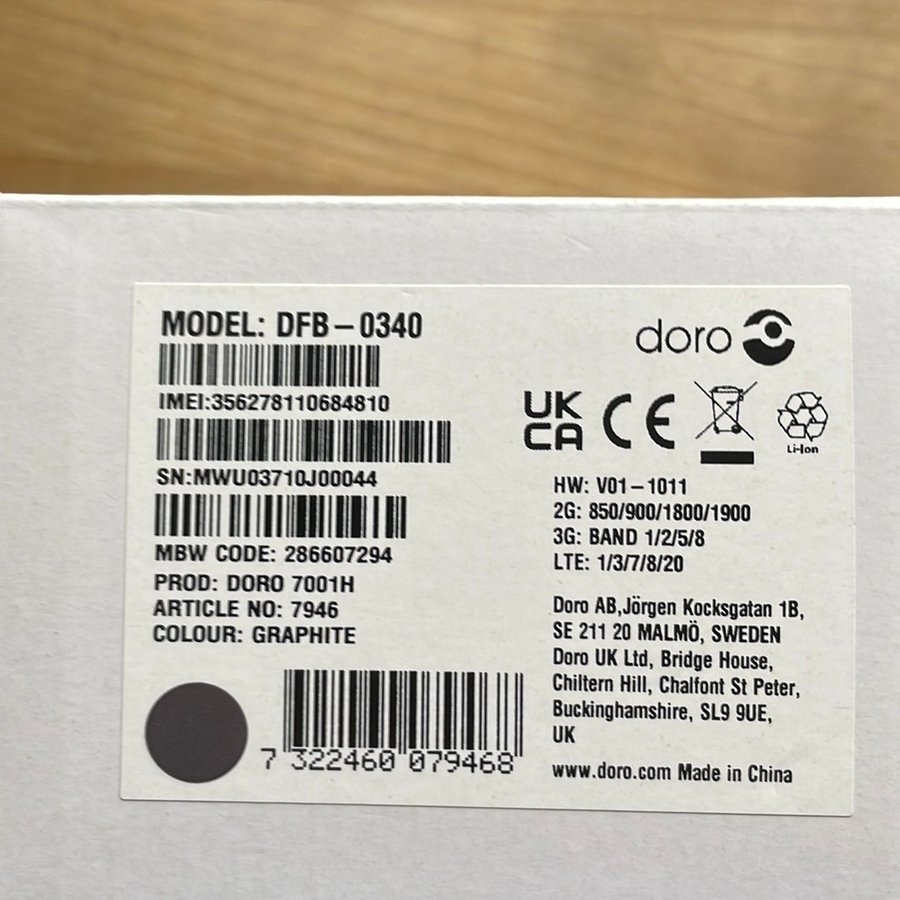 MODEL: DFB-0340
IMEI:356278110684810
SN:MWU03710J00044
MBW CODE: 286607294
PROD: DORO 7001H
ARTICLE NO: 7946
COLOUR: GRAPHITE
7 322460 079468
doro
UK
CA
CE
Li-Ion
HW: V01-1011
2G: 850/900/1800/1900
3G: BAND 1/2/5/8
LTE: 1/3/7/8/20
Doro AB,Jörgen Kocksgatan 1B,
SE 211 20 MALMÖ, SWEDEN
Doro UK Ltd, Bridge House,
Chiltern Hill, Chalfont St Peter,
Buckinghamshire, SL9 9UE,
UK
www.doro.com Made in China